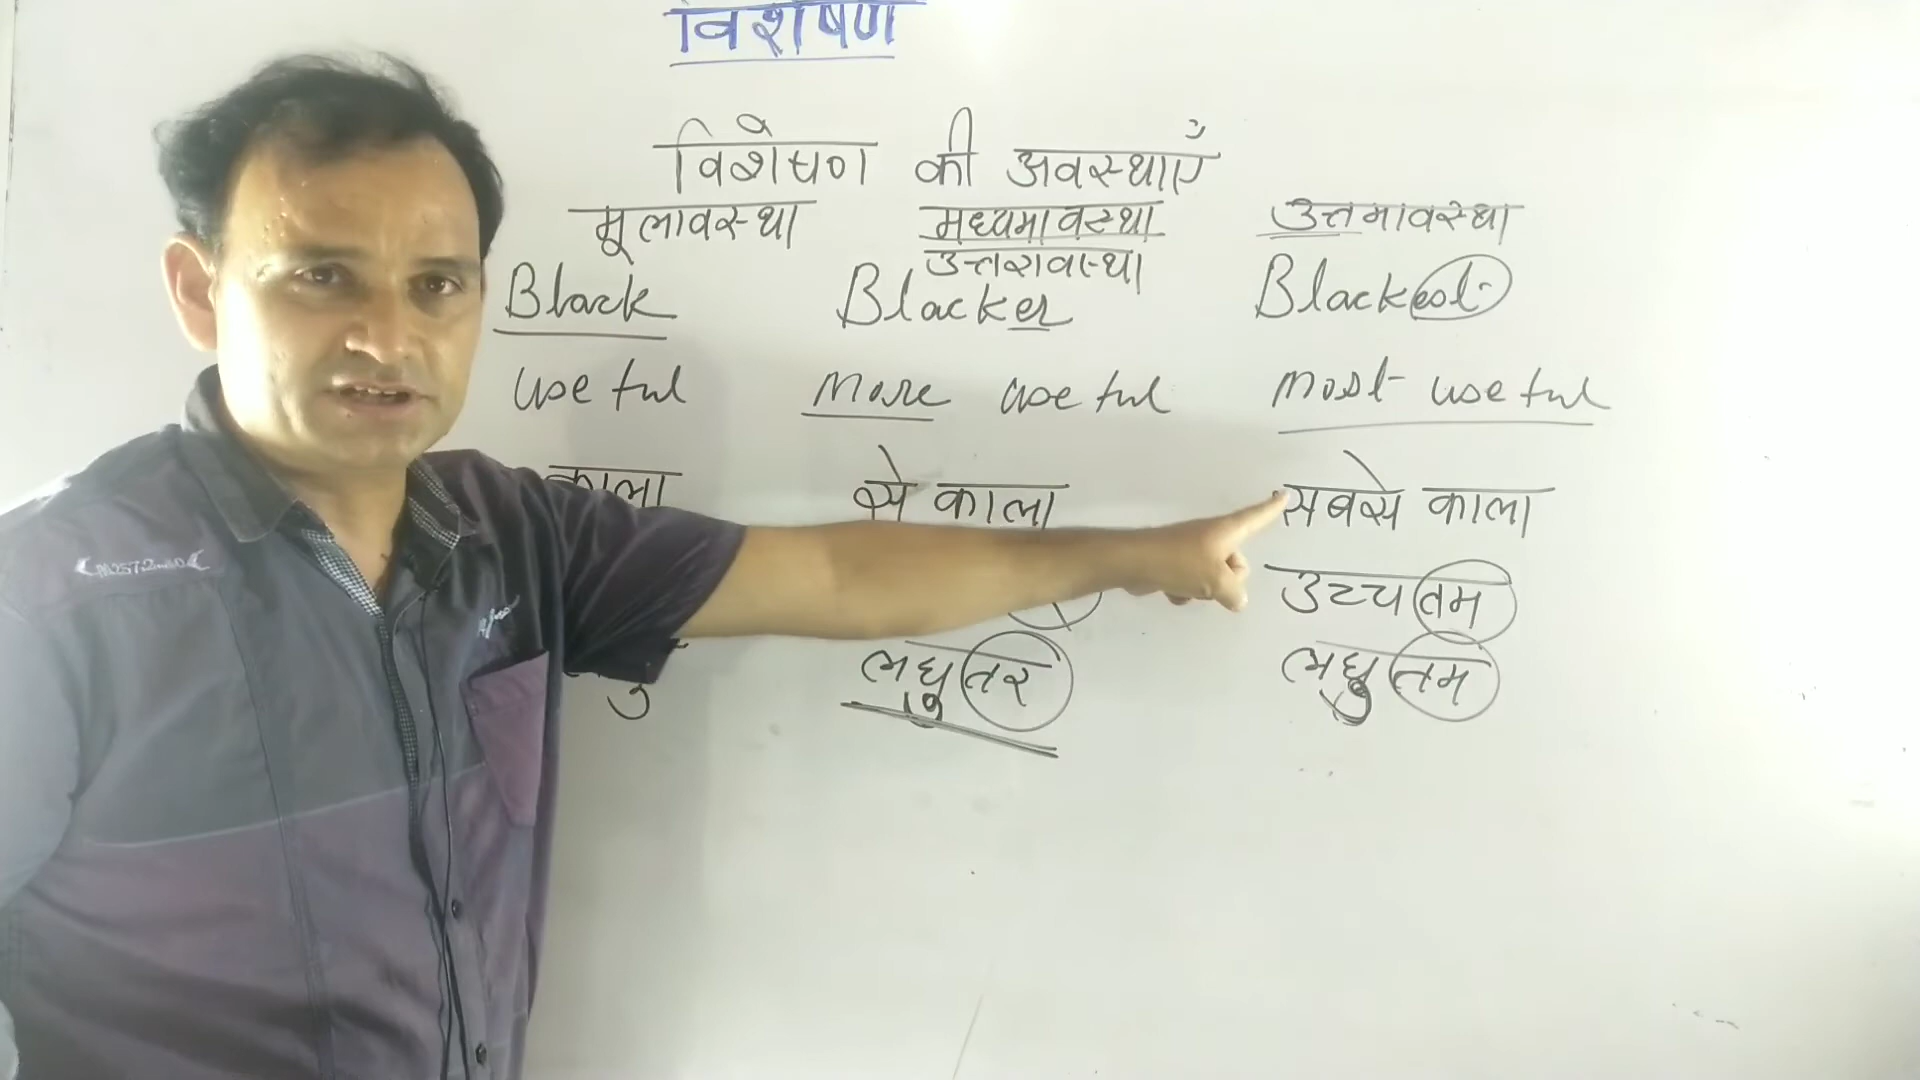 विशेषण
विशेषण की अवस्थाएँ
मूलावस्था मध्यमावस्था उत्तमावस्था
उत्तरावस्था
Black Blacker Blackest
useful More useful most useful
काला से काला सबसे काला
उच्चतम
लघुतर लघुतम